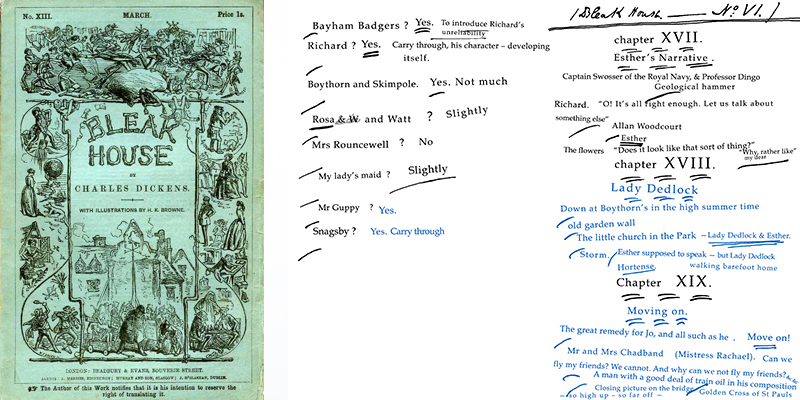 No. XIII.
MARCH.
Price 1s.
BLEAK
HOUSE
BY
CHARLES DICKENS.
WITH ILLUSTRATIONS BY H. K. BROWNE.
LONDON: BRADBURY & EVANS, BOUVERIE STREET.
AGENTS: J. MENZIES, EDINBURGH; MURRAY AND SON, GLASGOW; J. M'GLASHAN, DUBLIN.
The Author of this Work notifies that it is his intention to reserve the right of translating it.
Bayham Badgers ? Yes. To introduce Richard's
unreltability
Richard ? Yes. Carry through, his character – developing
itself.
Boythorn and Skimpole. Yes. Not much
Rosa & W and Watt ? Slightly
Mrs Rouncewell ? No
My lady's maid ? Slightly
Mr Guppy ? Yes.
Snagsby ? Yes. Carry through
Bleak House — No VI.
chapter XVII.
Esther's Narrative .
Captain Swosser of the Royal Navy, & Professor Dingo
Geological hammer
Richard. "O! It's all right enough. Let us talk about
something else"
Allan Woodcourt
Esther
The flowers "Does it look like that sort of thing?"
"Why, rather like"
my dear
chapter XVIII.
Lady Dedlock
Down at Boythorn's in the high summer time
old garden wall
The little church in the Park – Lady Dedlock & Esther.
Storm. Esther supposed to speak – but Lady Dedlock
Hortense, walking barefoot home
Chapter XIX.
Moving on.
The great remedy for Jo, and all such as he . Move on!
Mr and Mrs Chadband (Mistress Rachael). Can we
fly my friends? We cannot. And why can we not fly my friends? &c &c
A man with a good deal of train oil in his composition
Closing picture on the bridge
– so high up – so far off – Golden Cross of St Pauls